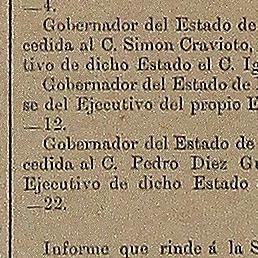 —4.
Gobernador del Estado de
cedida al C. Simon Cravioto,
tivo de dicho Estado el C.
Gobernador del Estado de
se del Ejecutivo del propio
—12.
Gobernador del Estado de
cedida al C. Pedro Diez
Ejecutivo de dicho Estado
—22.
Informe que rinde á la